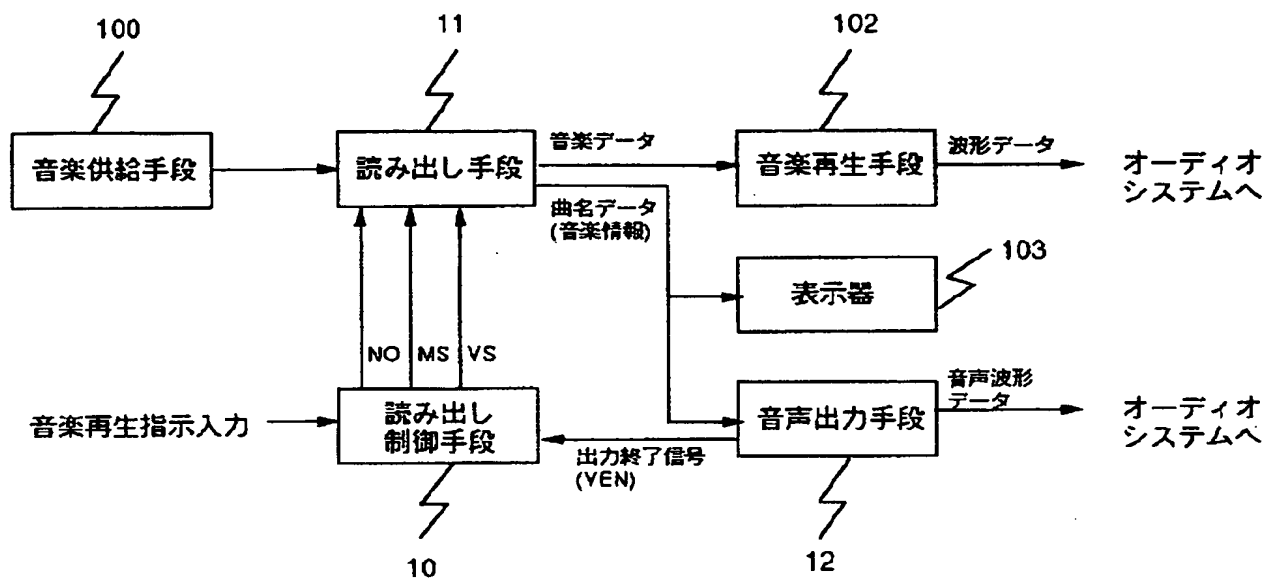 100
11
102
音楽供給手段
読み出し手段
音楽データ
音楽再生手段
波形データ
オーディオ
システムへ
曲名データ
(音楽情報)
103
表示器
NO
MS
VS
音楽再生指示入力
読み出し
制御手段
出力終了信号
(VEN)
音声出力手段
音声波形
データ
オーディオ
システムへ
10
12